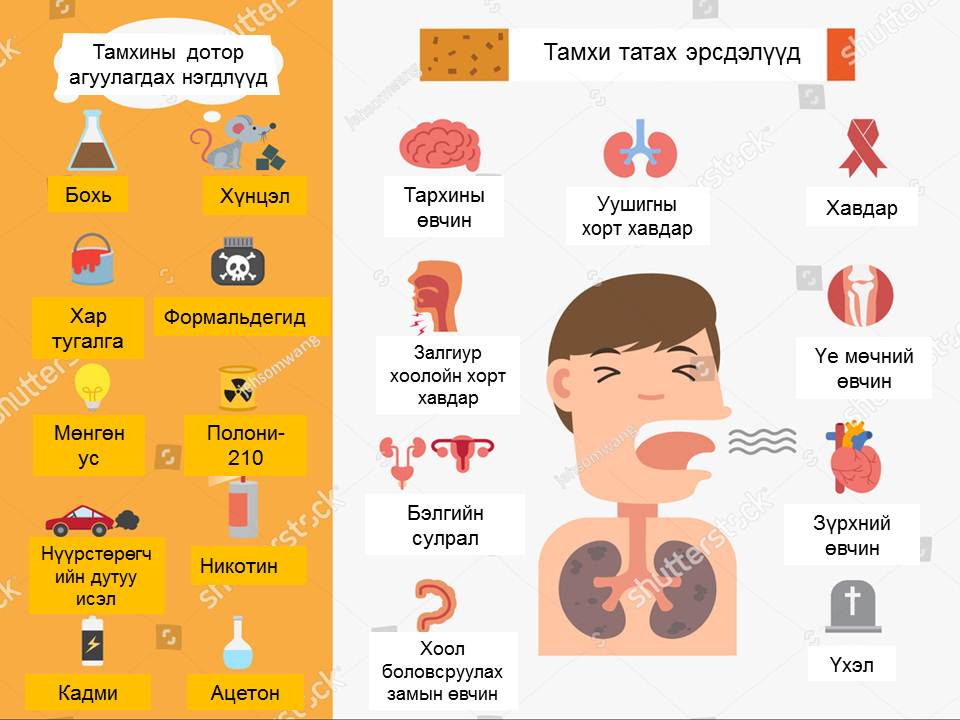 Тамхины дотор
агуулагдах нэгдлүүд
Бохь
Хүнцэл
Хар
тугалга
Формальдегид
Мөнгөн
ус
Полони-
210
Нүүрстөрөгч
ийн дутуу
исэл
Никотин
Кадми
Ацетон
Тамхи татах эрсдэлүүд
Тархины
өвчин
Уушигны
хорт хавдар
Хавдар
Залгиур
хоолойн хорт
хавдар
Үе мөчний
өвчин
Бэлгийн
сулрал
Зүрхний
өвчин
Хоол
боловсруулах
замын өвчин
Үхэл
shutterstock
jehsomwang